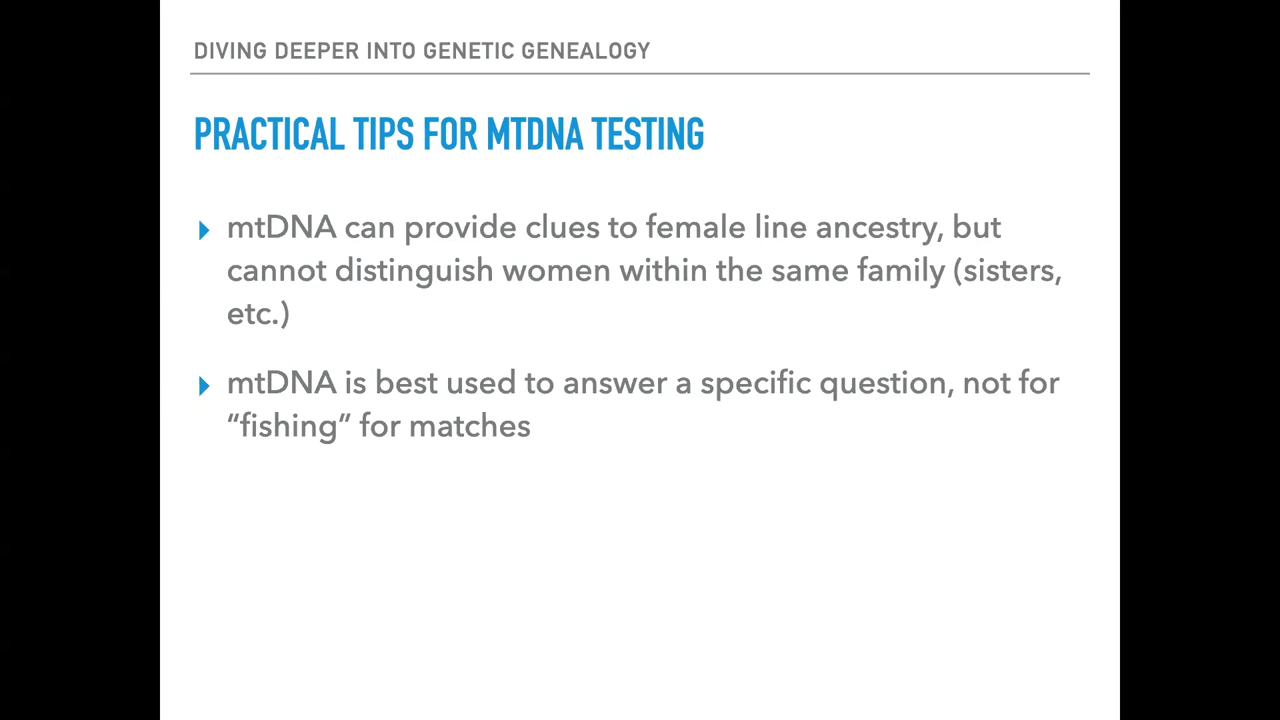 DIVING DEEPER INTO GENETIC GENEALOGY
PRACTICAL TIPS FOR MTDNA TESTING
mtDNA can provide clues to female line ancestry, but
cannot distinguish women within the same family (sisters,
etc.)
mtDNA is best used to answer a specific question, not for
“fishing” for matches